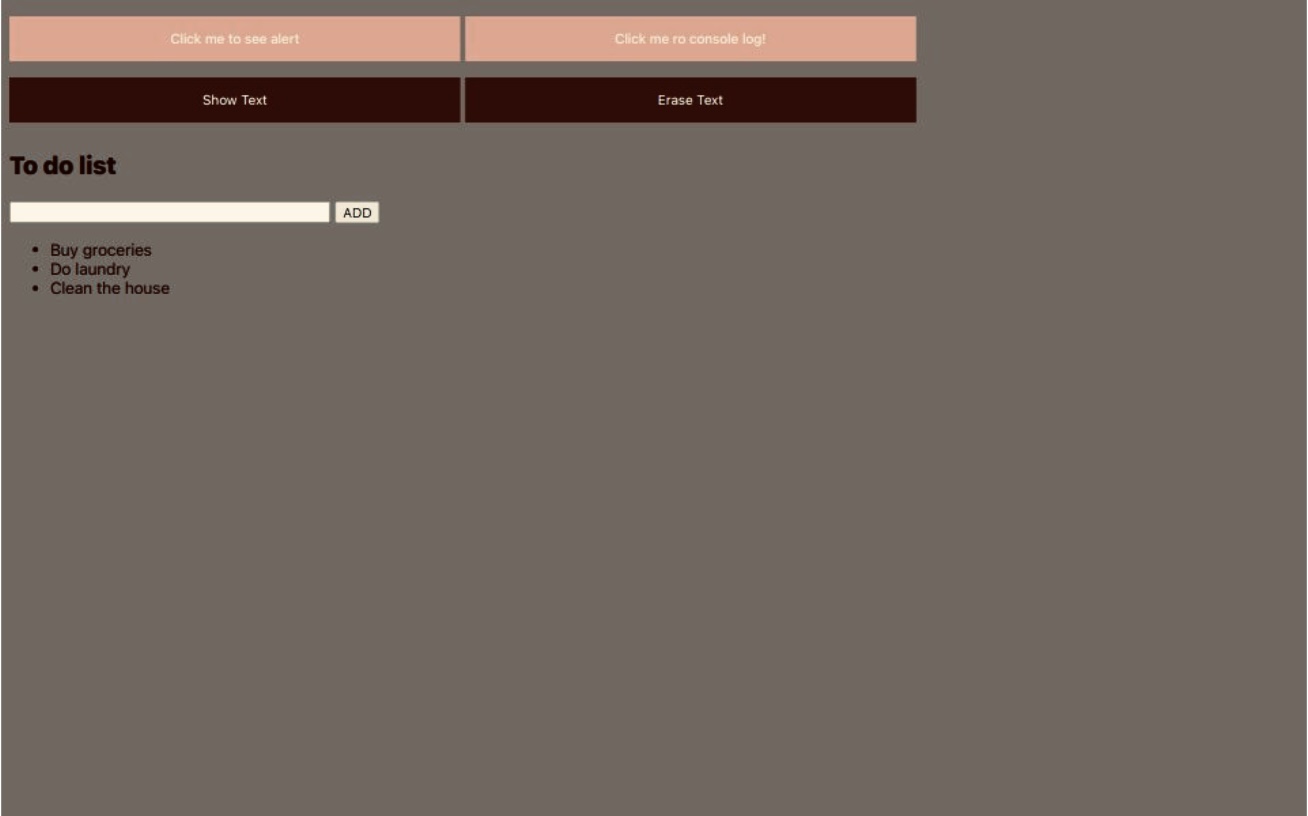 Click me to see alert Click me ro console log!
Show Text Erase Text
To do list
ADD
Buy groceries
Do laundry
Clean the house